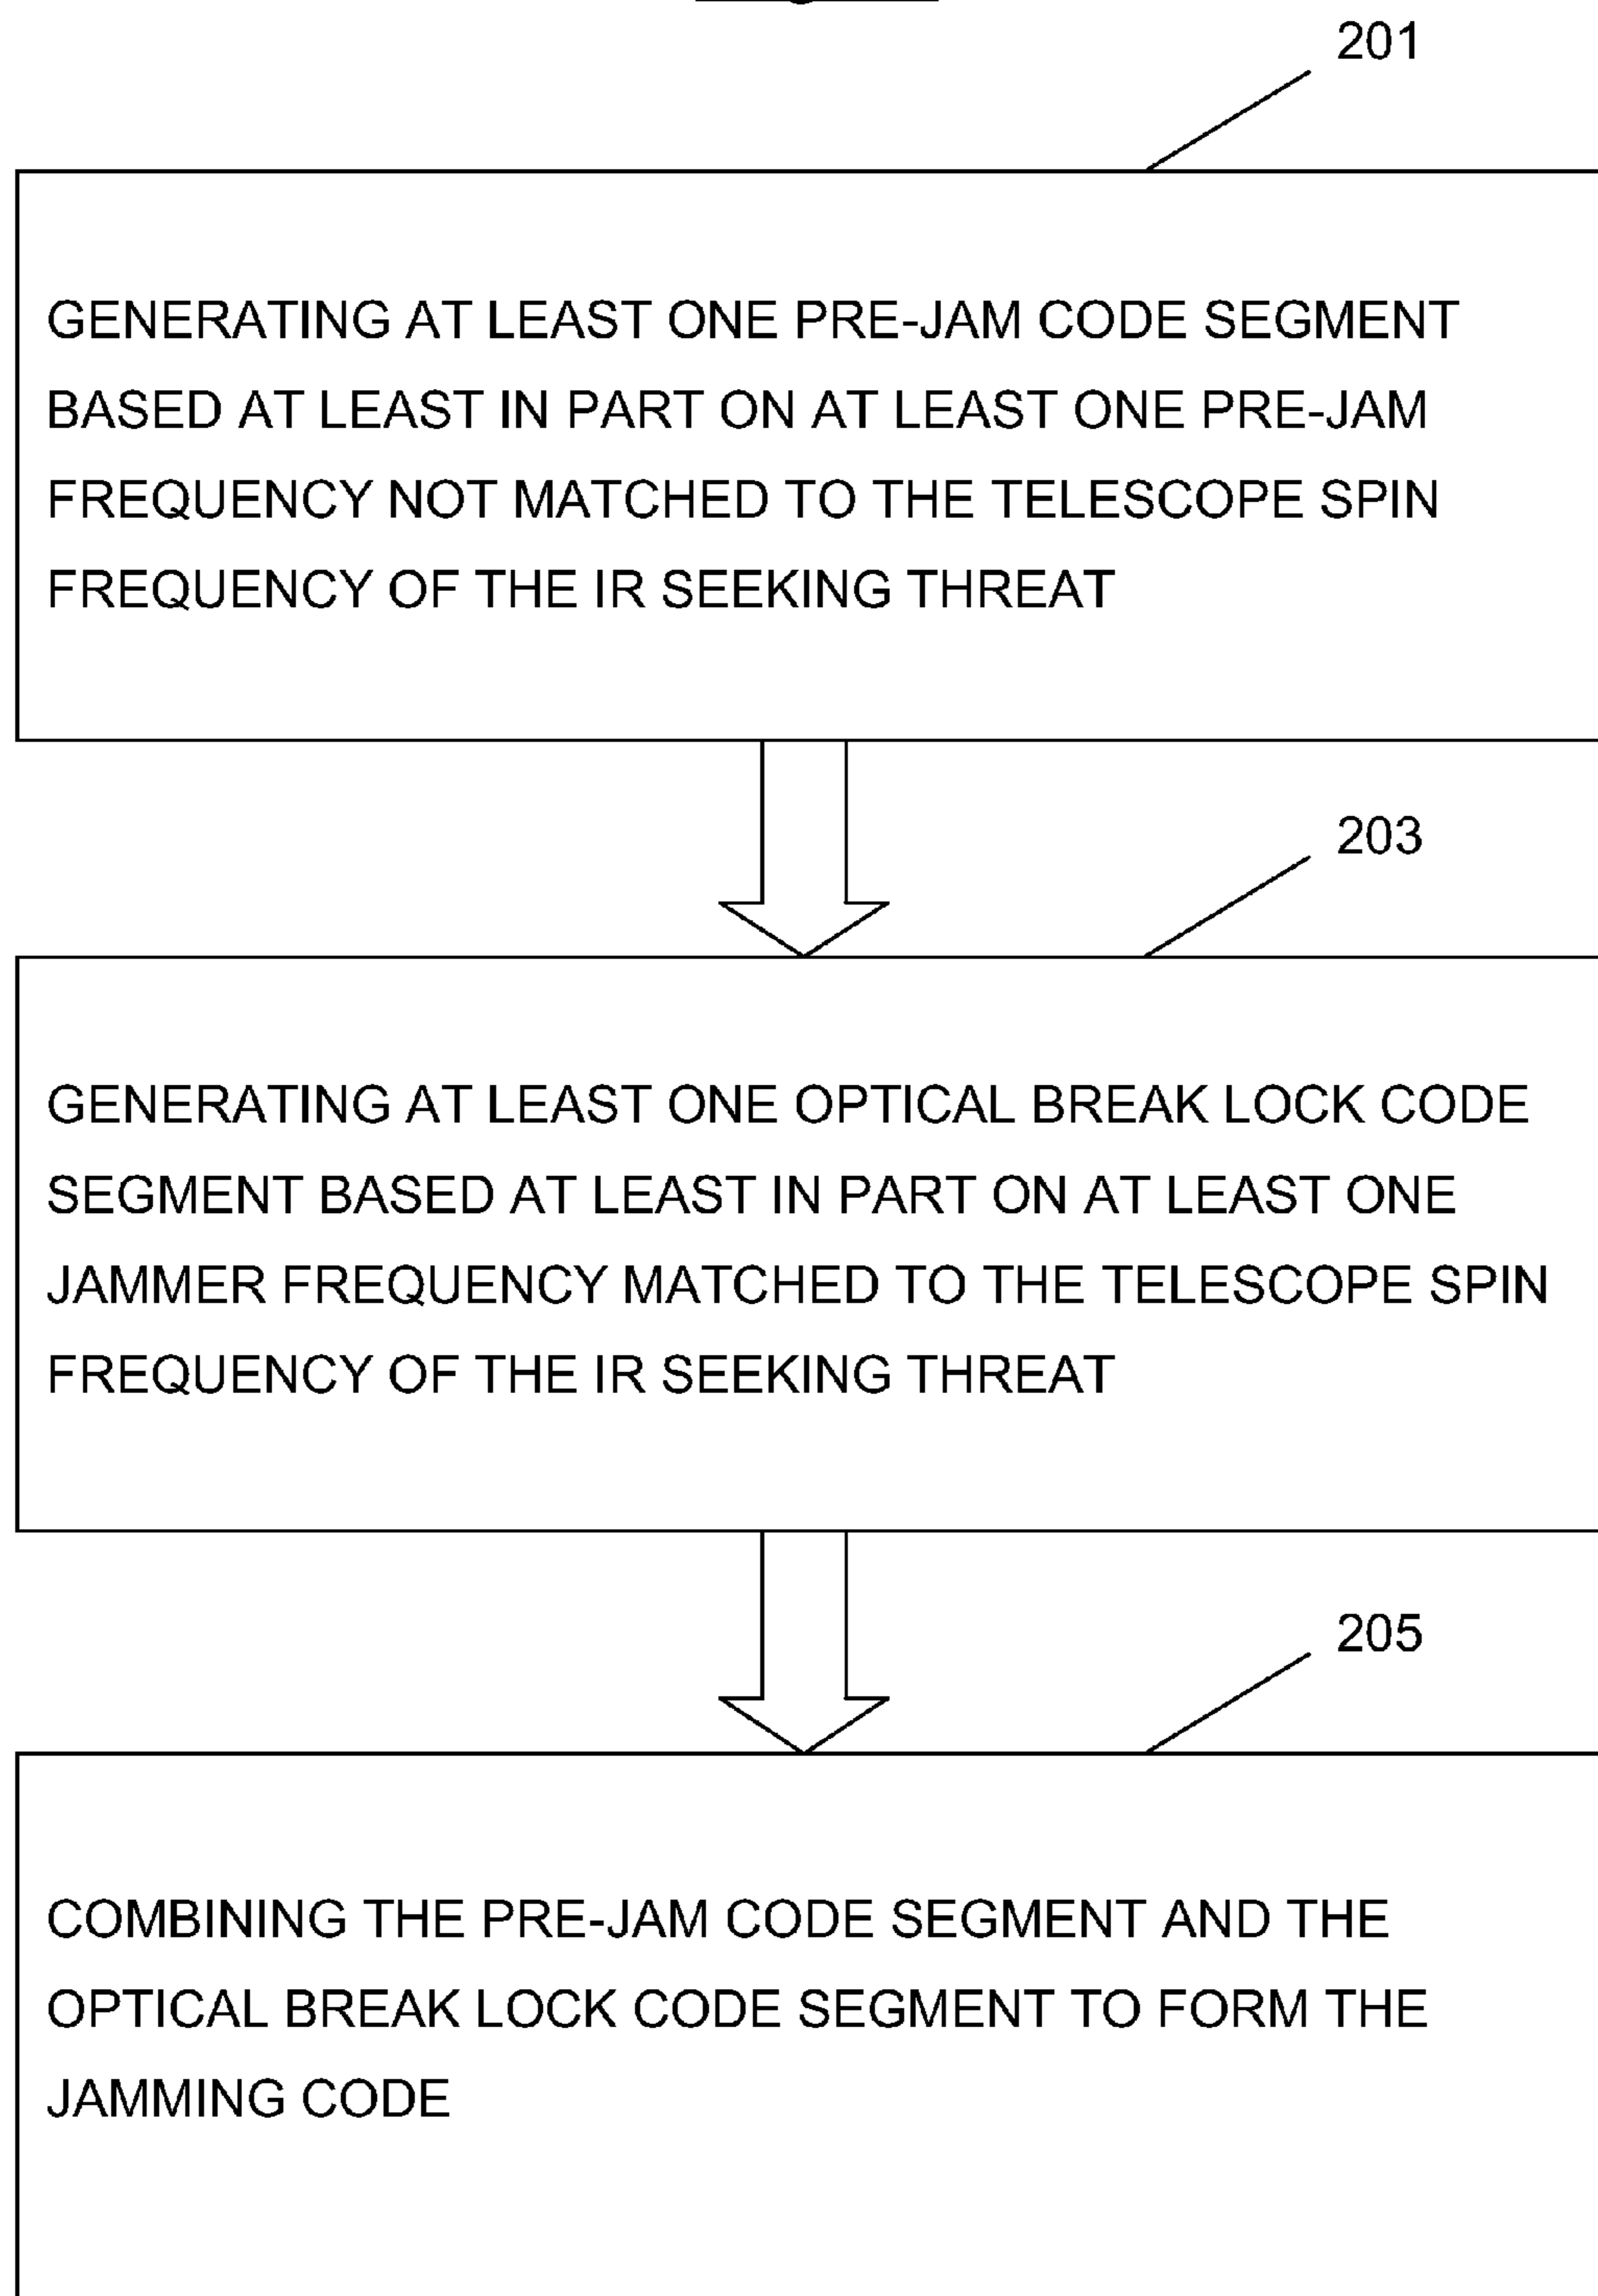 201
GENERATING AT LEAST ONE PRE-JAM CODE SEGMENT
BASED AT LEAST IN PART ON AT LEAST ONE PRE-JAM
FREQUENCY NOT MATCHED TO THE TELESCOPE SPIN
FREQUENCY OF THE IR SEEKING THREAT
203
GENERATING AT LEAST ONE OPTICAL BREAK LOCK CODE
SEGMENT BASED AT LEAST IN PART ON AT LEAST ONE
JAMMER FREQUENCY MATCHED TO THE TELESCOPE SPIN
FREQUENCY OF THE IR SEEKING THREAT
205
COMBINING THE PRE-JAM CODE SEGMENT AND THE
OPTICAL BREAK LOCK CODE SEGMENT TO FORM THE
JAMMING CODE